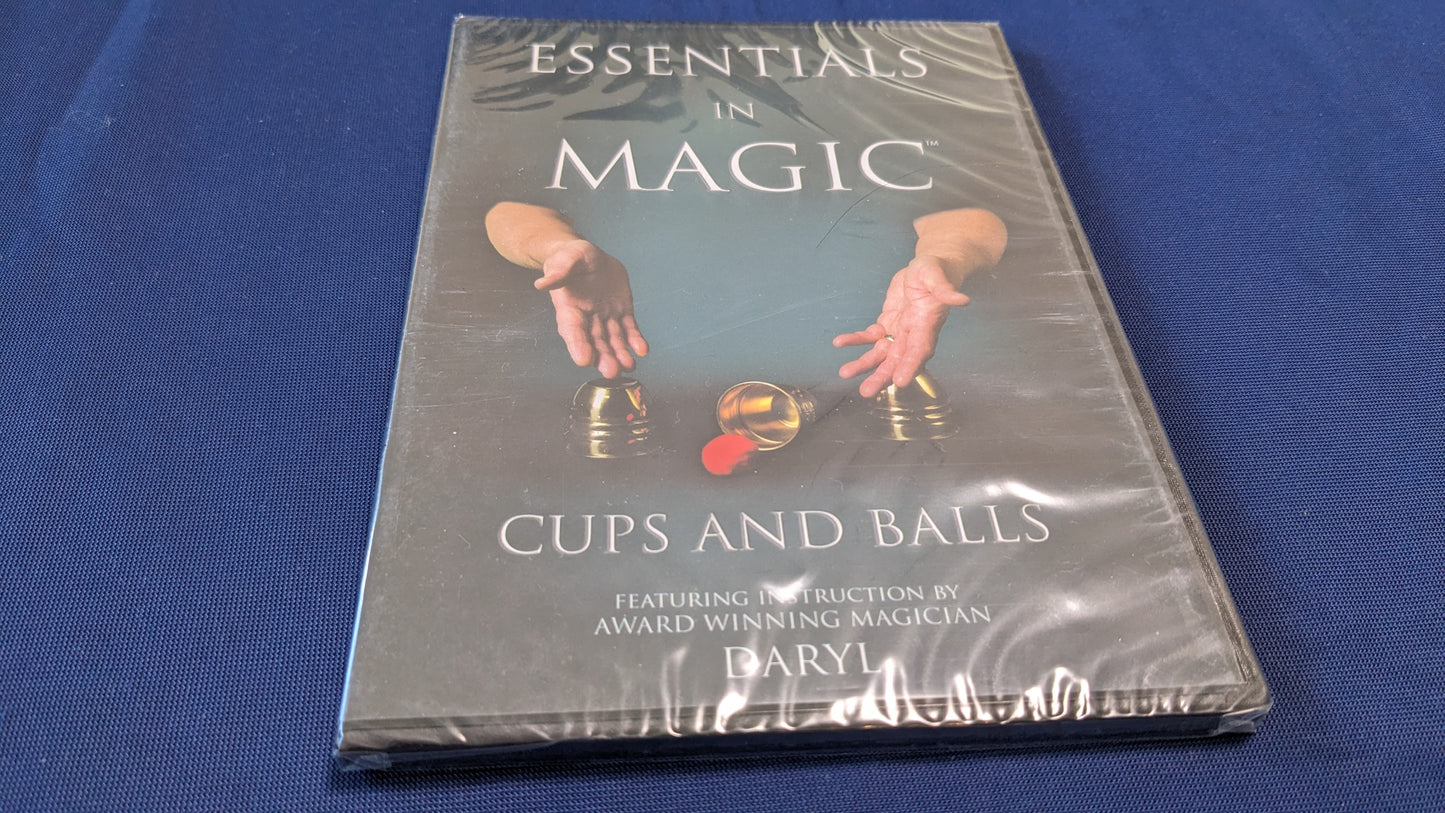 ESSENTIALS
IN
MAGIC™
CUPS AND BALLS
FEATURING INSTRUCTION BY
AWARD WINNING MAGICIAN
DARYL